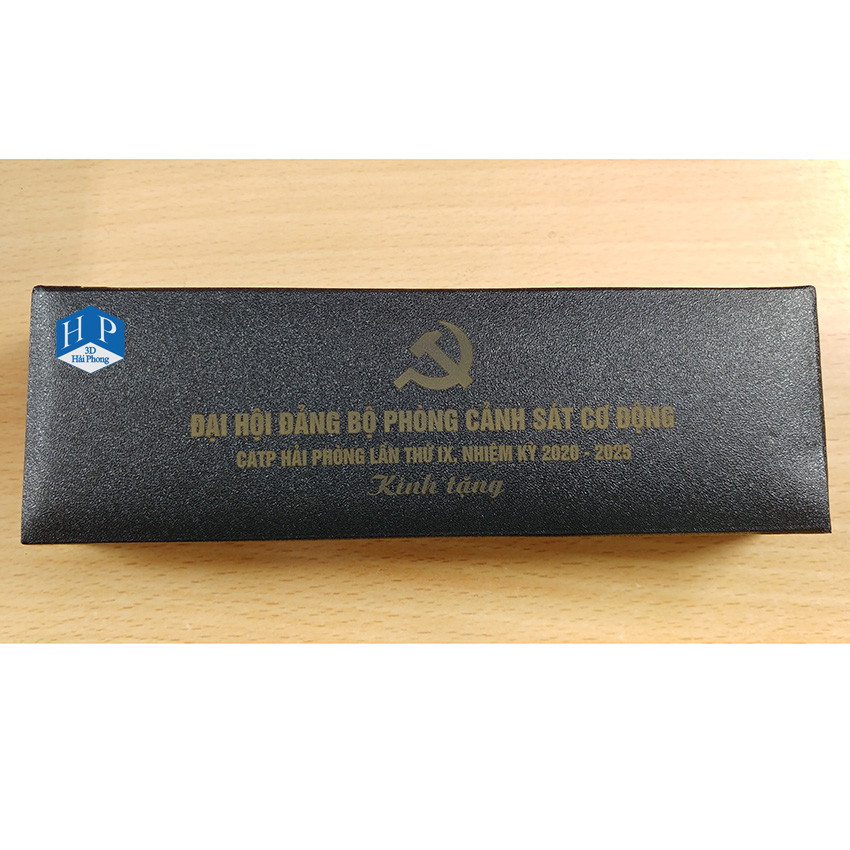 H P
3D
Hải Phong
ĐẠI HỘI ĐẢNG BỘ PHÒNG CẢNH SÁT CƠ ĐỘNG
CATP HẢI PHÒNG LẦN THỨ IX, NHIỆM KỲ 2020 - 2025
Kính tặng